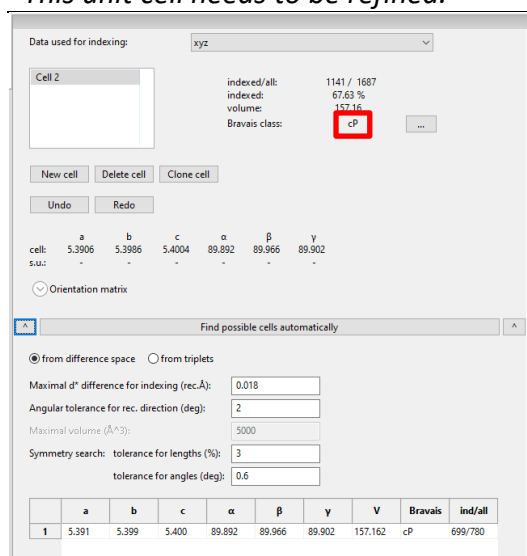 This unit cell needs to be refined.
Data used for indexing: xyz
Cell 2
indexed/all: 1141 / 1687
indexed: 67.63 %
volume: 157.16
Bravais class: cP ...
New cell Delete cell Clone cell
Undo Redo
a b c α β γ
cell: 5.3906 5.3986 5.4004 89.892 89.966 89.902
s.u.: - - - - - -
Orientation matrix
^ Find possible cells automatically ^
from difference space from triplets
Maximal d* difference for indexing (rec.Å): 0.018
Angular tolerance for rec. direction (deg): 2
Maximal volume (Å^3): 5000
Symmetry search: tolerance for lengths (%): 3
tolerance for angles (deg): 0.6
a b c α β γ V Bravais ind/all
1 5.391 5.399 5.400 89.892 89.966 89.902 157.162 cP 699/780